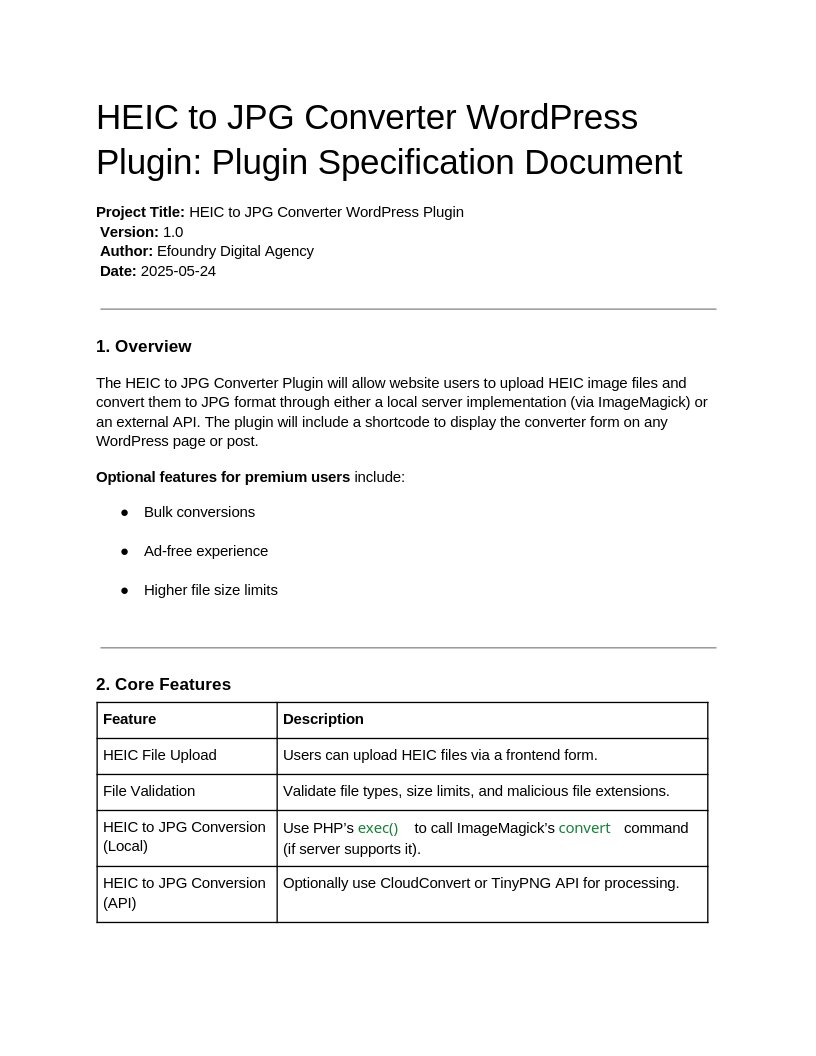 HEIC to JPG Converter WordPress
Plugin: Plugin Specification Document
Project Title: HEIC to JPG Converter WordPress Plugin
Version: 1.0
Author: Efoundry Digital Agency
Date: 2025-05-24
1. Overview
The HEIC to JPG Converter Plugin will allow website users to upload HEIC image files and
convert them to JPG format through either a local server implementation (via ImageMagick) or
an external API. The plugin will include a shortcode to display the converter form on any
WordPress page or post.
Optional features for premium users include:
● Bulk conversions
● Ad-free experience
● Higher file size limits
2. Core Features
Feature Description
HEIC File Upload Users can upload HEIC files via a frontend form.
File Validation Validate file types, size limits, and malicious file extensions.
HEIC to JPG Conversion Use PHP's exec() to call ImageMagick's convert command
(Local) (if server supports it).
HEIC to JPG Conversion Optionally use CloudConvert or TinyPNG API for processing.
(API)